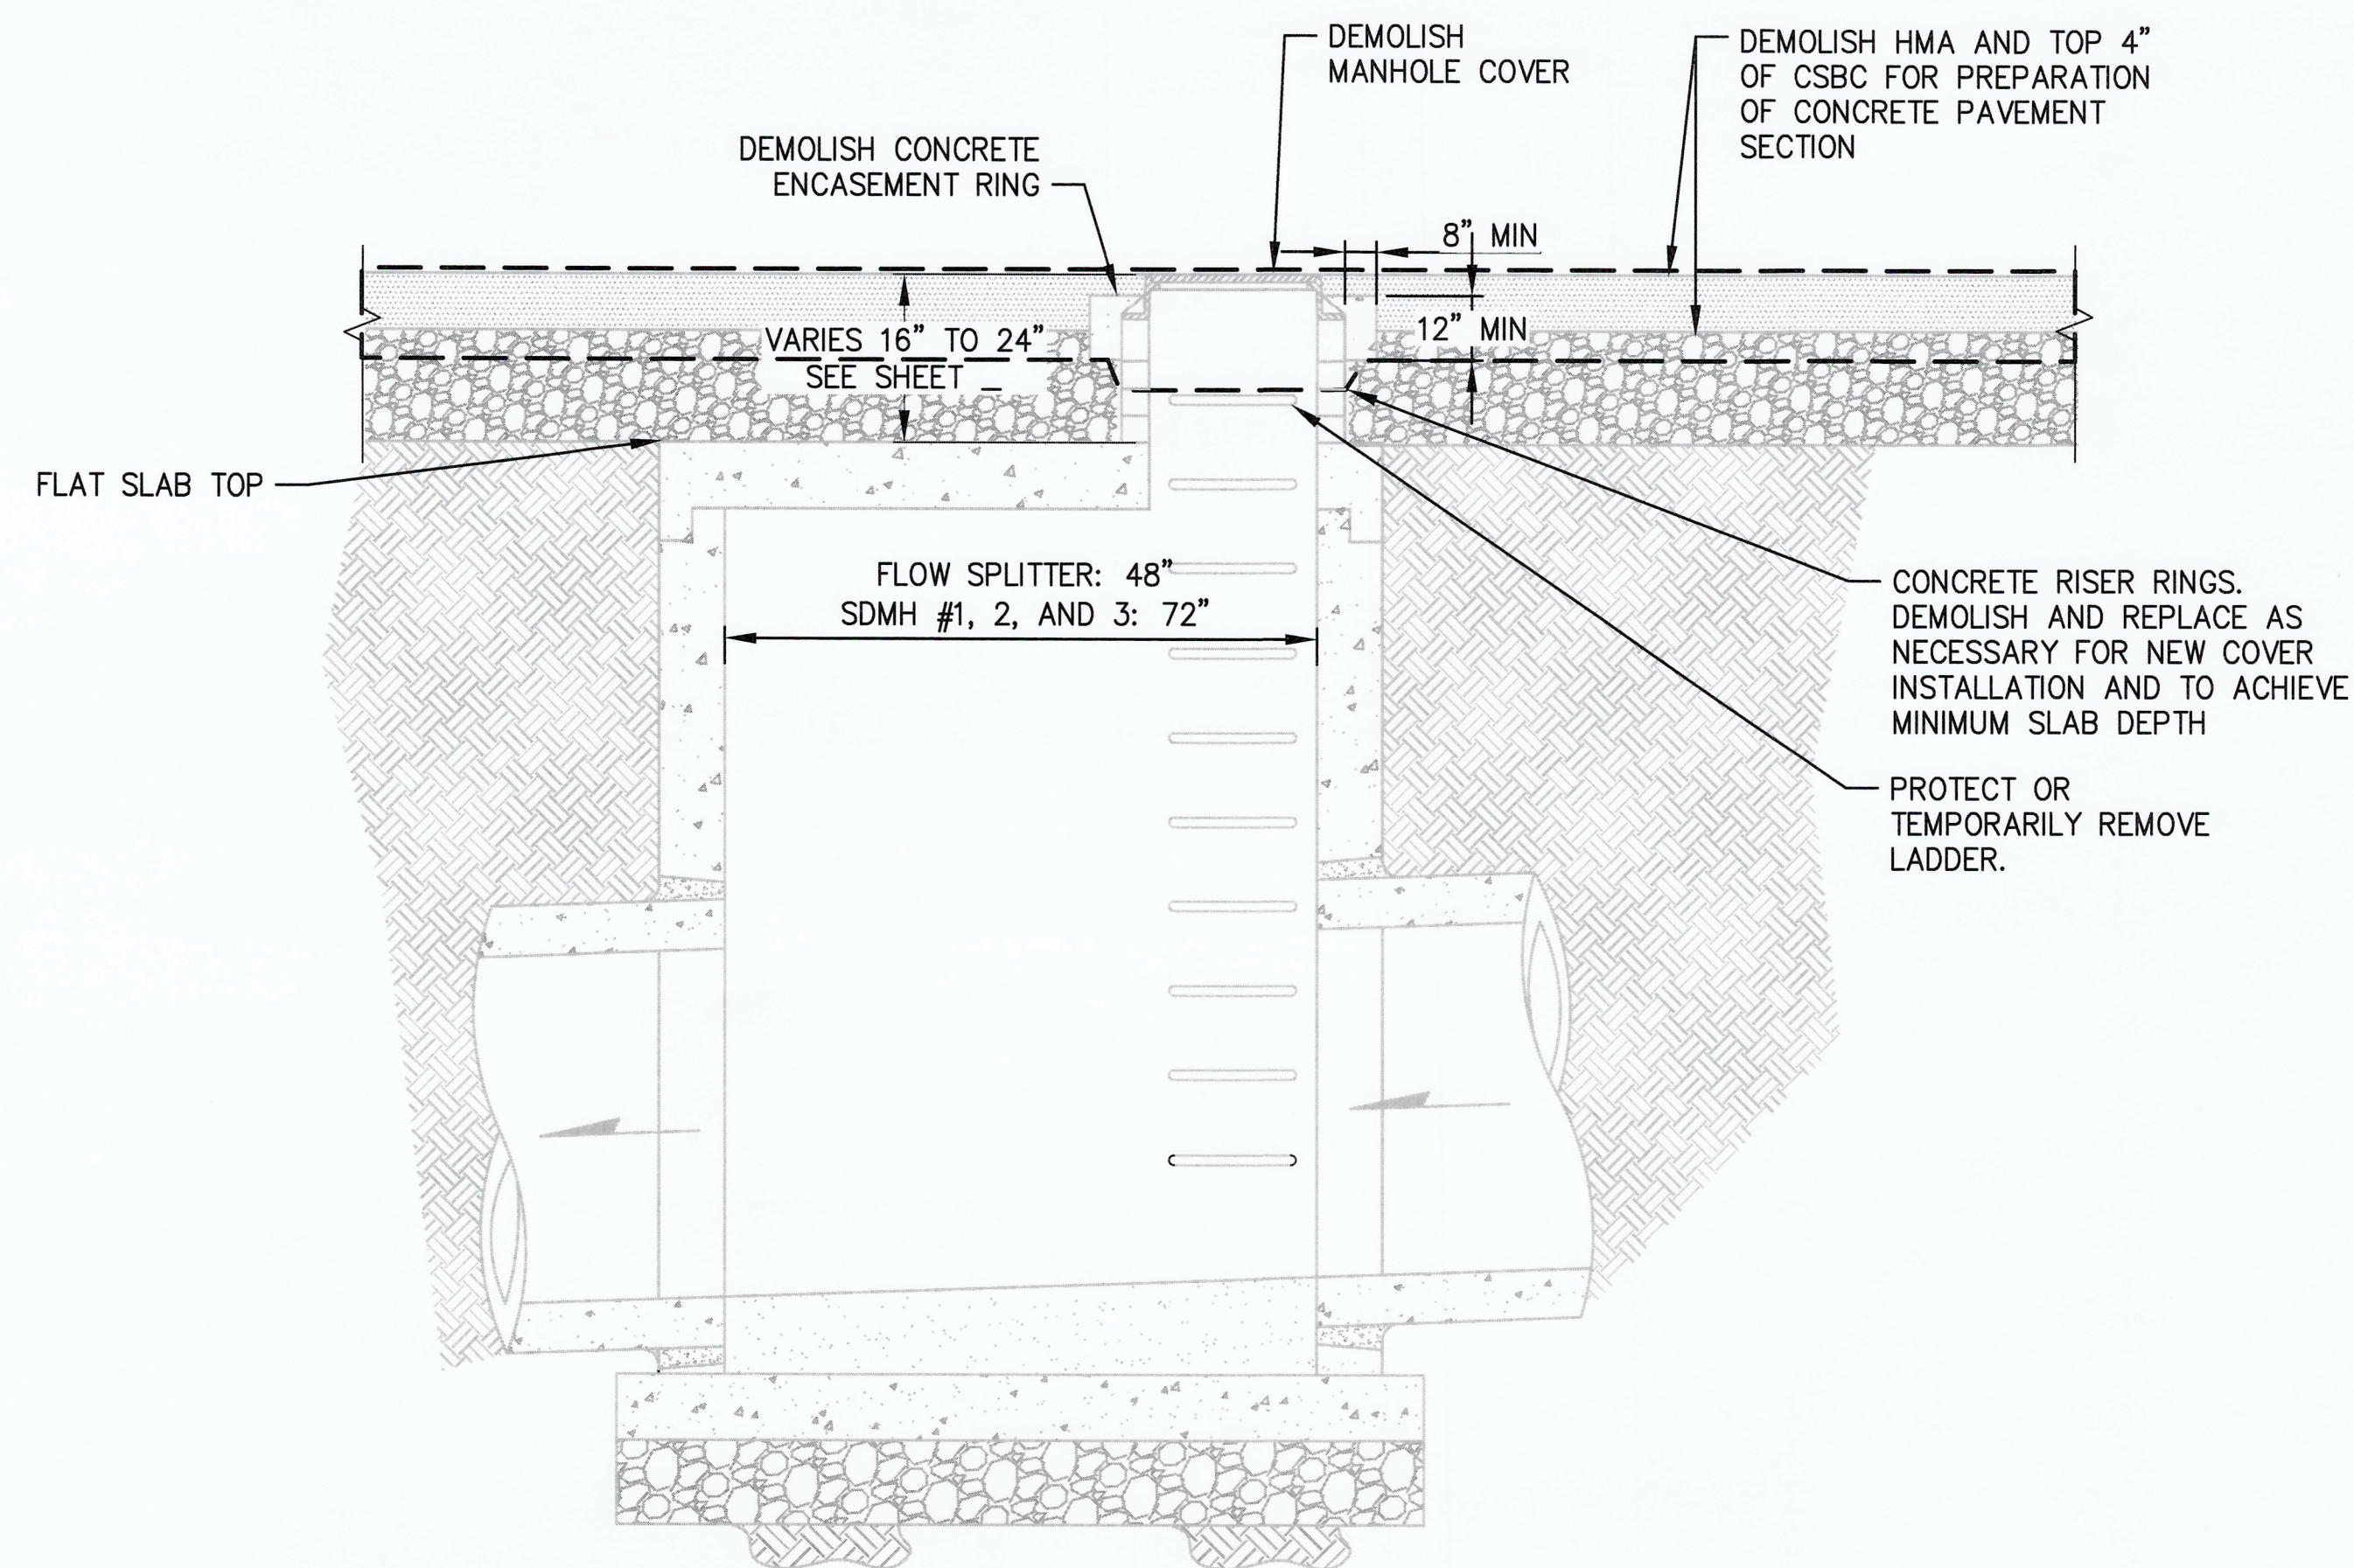 DEMOLISH
MANHOLE COVER
DEMOLISH HMA AND TOP 4"
OF CSBC FOR PREPARATION
OF CONCRETE PAVEMENT
SECTION
DEMOLISH CONCRETE
ENCASEMENT RING
8" MIN
12" MIN
VARIES 16" TO 24"
SEE SHEET _
FLAT SLAB TOP
FLOW SPLITTER: 48"
SDMH #1, 2, AND 3: 72"
CONCRETE RISER RINGS.
DEMOLISH AND REPLACE AS
NECESSARY FOR NEW COVER
INSTALLATION AND TO ACHIEVE
MINIMUM SLAB DEPTH
PROTECT OR
TEMPORARILY REMOVE
LADDER.